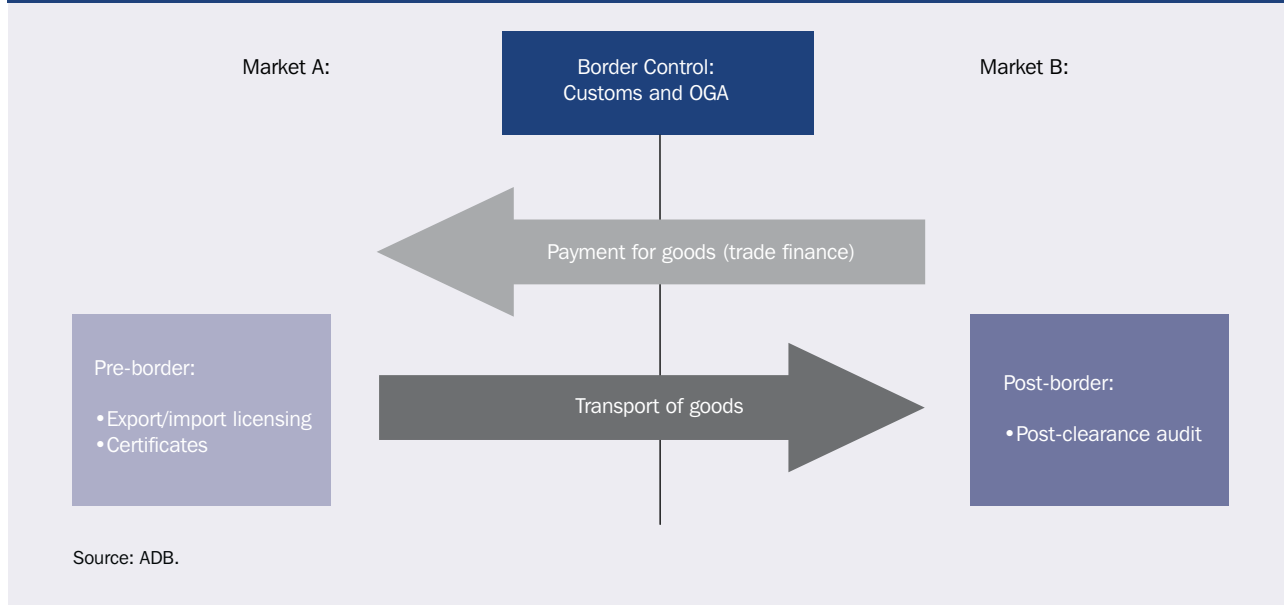 Market A:
Border Control:
Customs and OGA
Market B:
Payment for goods (trade finance)
Pre-border:
•Export/import licensing
•Certificates
Transport of goods
Post-border:
•Post-clearance audit
Source: ADB.